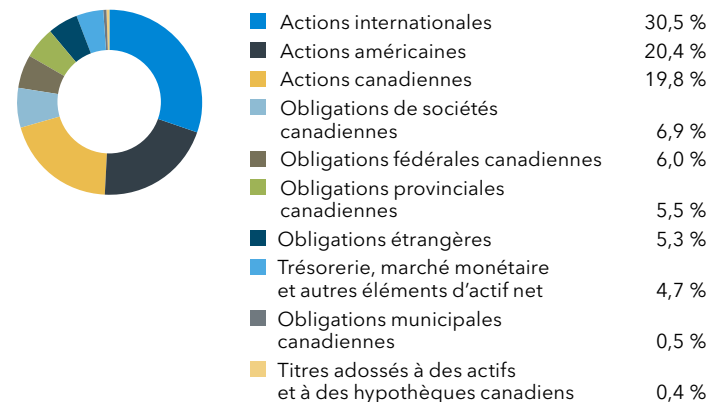 Actions internationales 30,5 %
Actions américaines 20,4 %
Actions canadiennes 19,8 %
Obligations de sociétés
canadiennes 6,9 %
Obligations fédérales canadiennes 6,0 %
Obligations provinciales
canadiennes 5,5 %
Obligations étrangères 5,3 %
Trésorerie, marché monétaire
et autres éléments d’actif net 4,7 %
Obligations municipales
canadiennes 0,5 %
Titres adossés à des actifs
et à des hypothèques canadiens 0,4 %